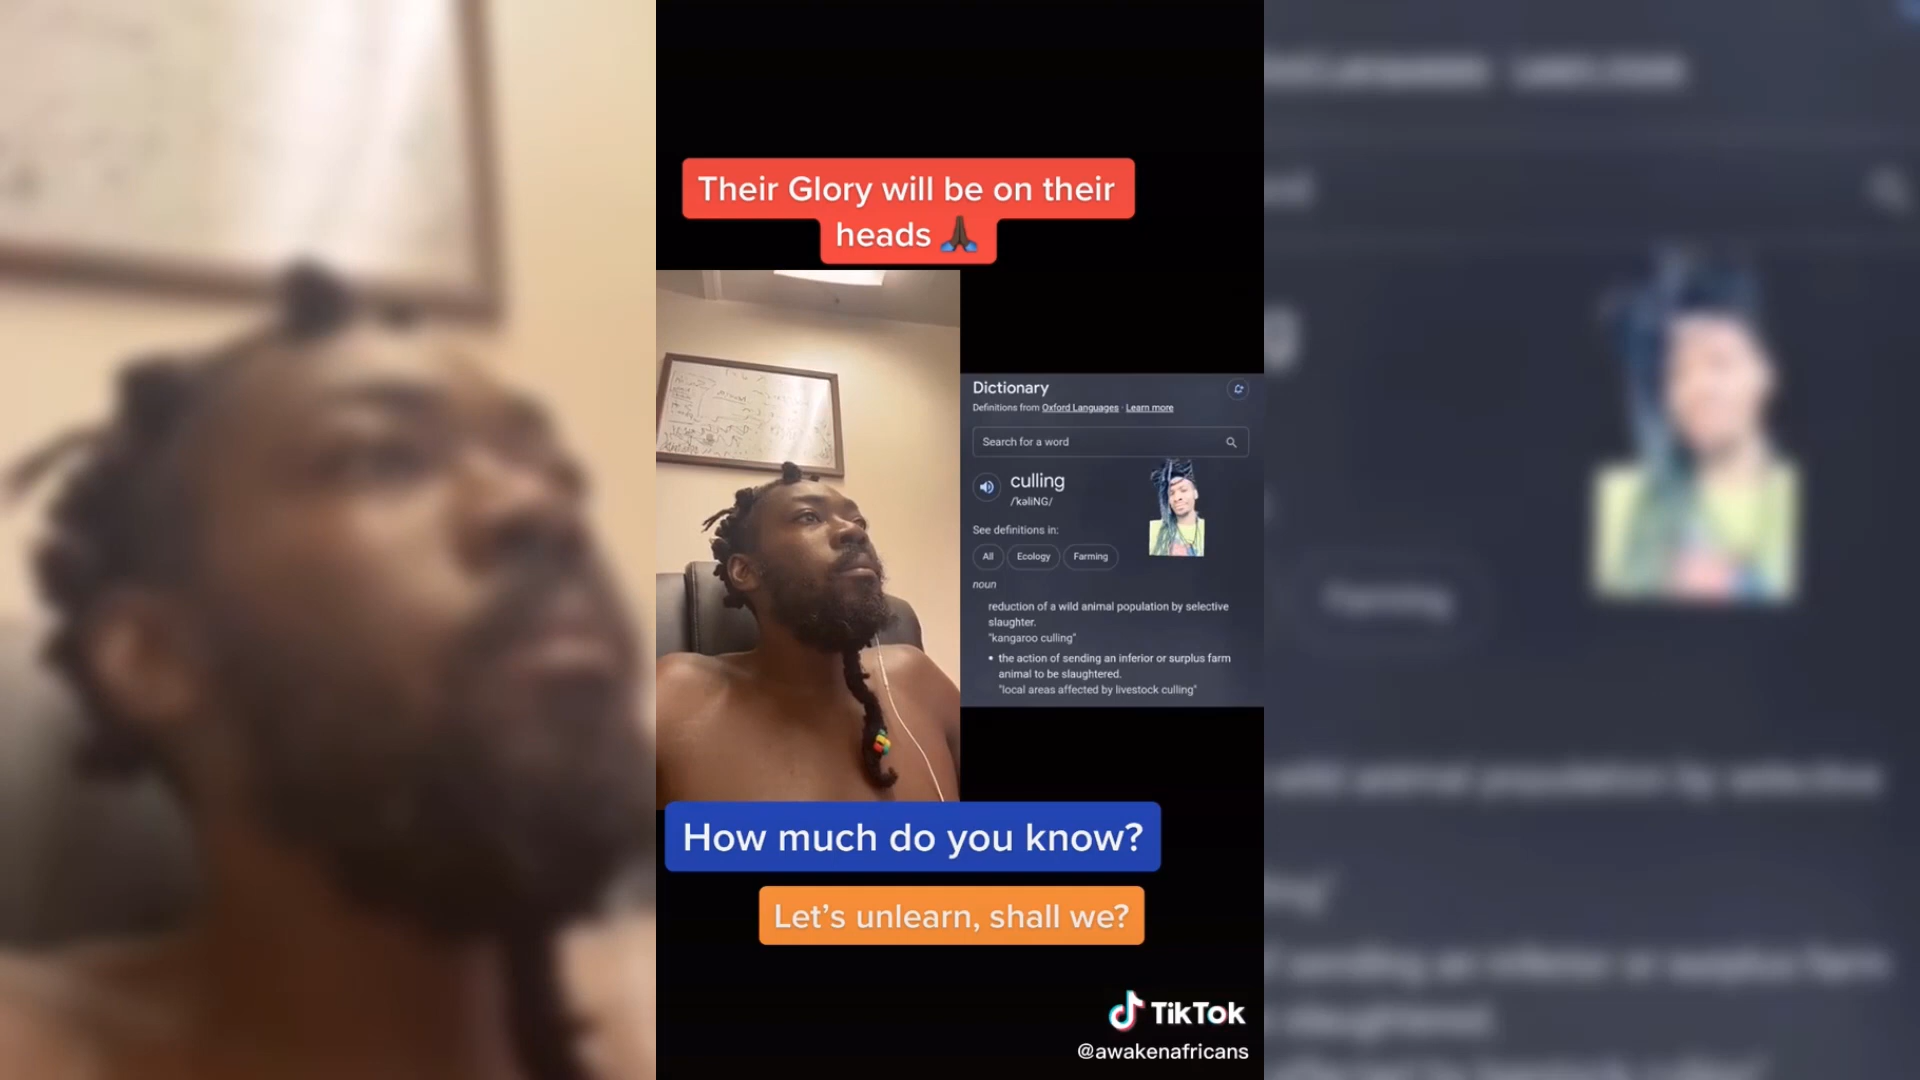 Their Glory will be on their
heads 🙏🏿
Dictionary
Definitions from Oxford Languages · Learn more
Search for a word
culling
/ˈkəliNG/
See definitions in:
All Ecology Farming
noun
reduction of a wild animal population by selective
slaughter.
"kangaroo culling"
• the action of sending an inferior or surplus farm
animal to be slaughtered.
"local areas affected by livestock culling"
How much do you know?
Let's unlearn, shall we?
TikTok
@awakenafricans